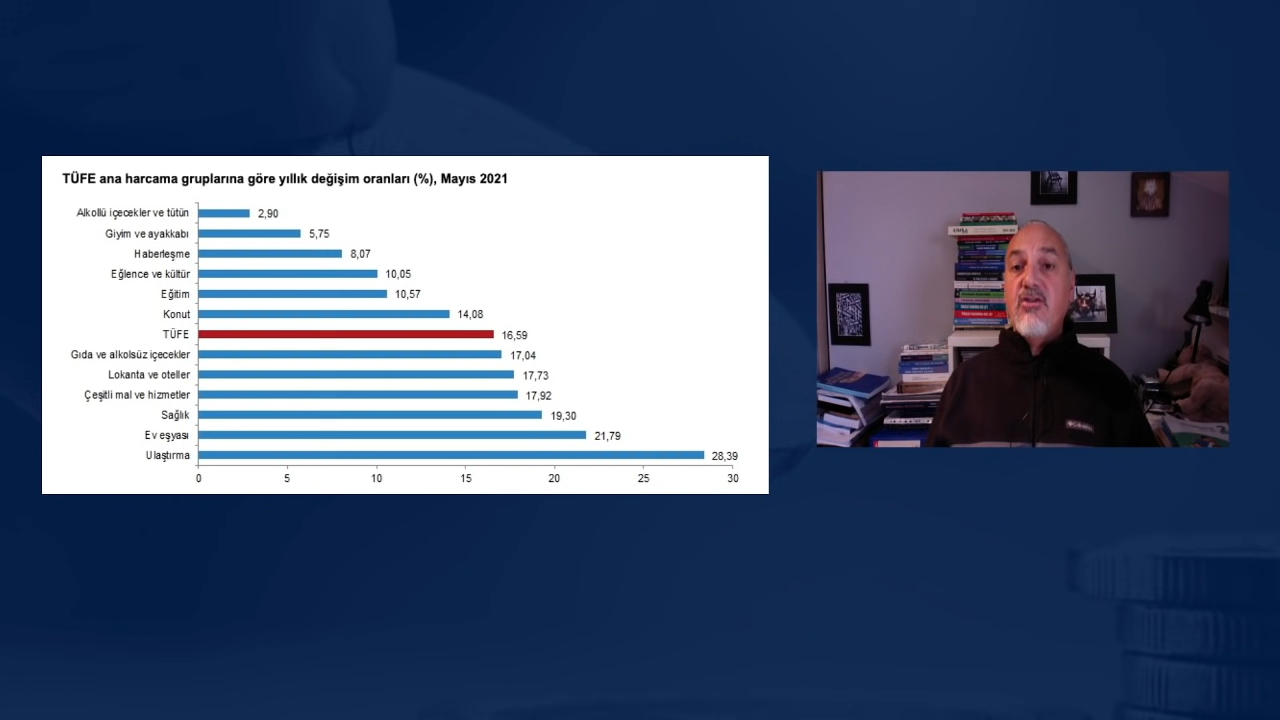 TÜFE ana harcama gruplarına göre yıllık değişim oranları (%), Mayıs 2021
Alkollü içecekler ve tütün 2,90
Giyim ve ayakkabı 5,75
Haberleşme 8,07
Eğlence ve kültür 10,05
Eğitim 10,57
Konut 14,08
TÜFE 16,59
Gıda ve alkolsüz içecekler 17,04
Lokanta ve oteller 17,73
Çeşitli mal ve hizmetler 17,92
Sağlık 19,30
Ev eşyası 21,79
Ulaştırma 28,39
0 5 10 15 20 25 30